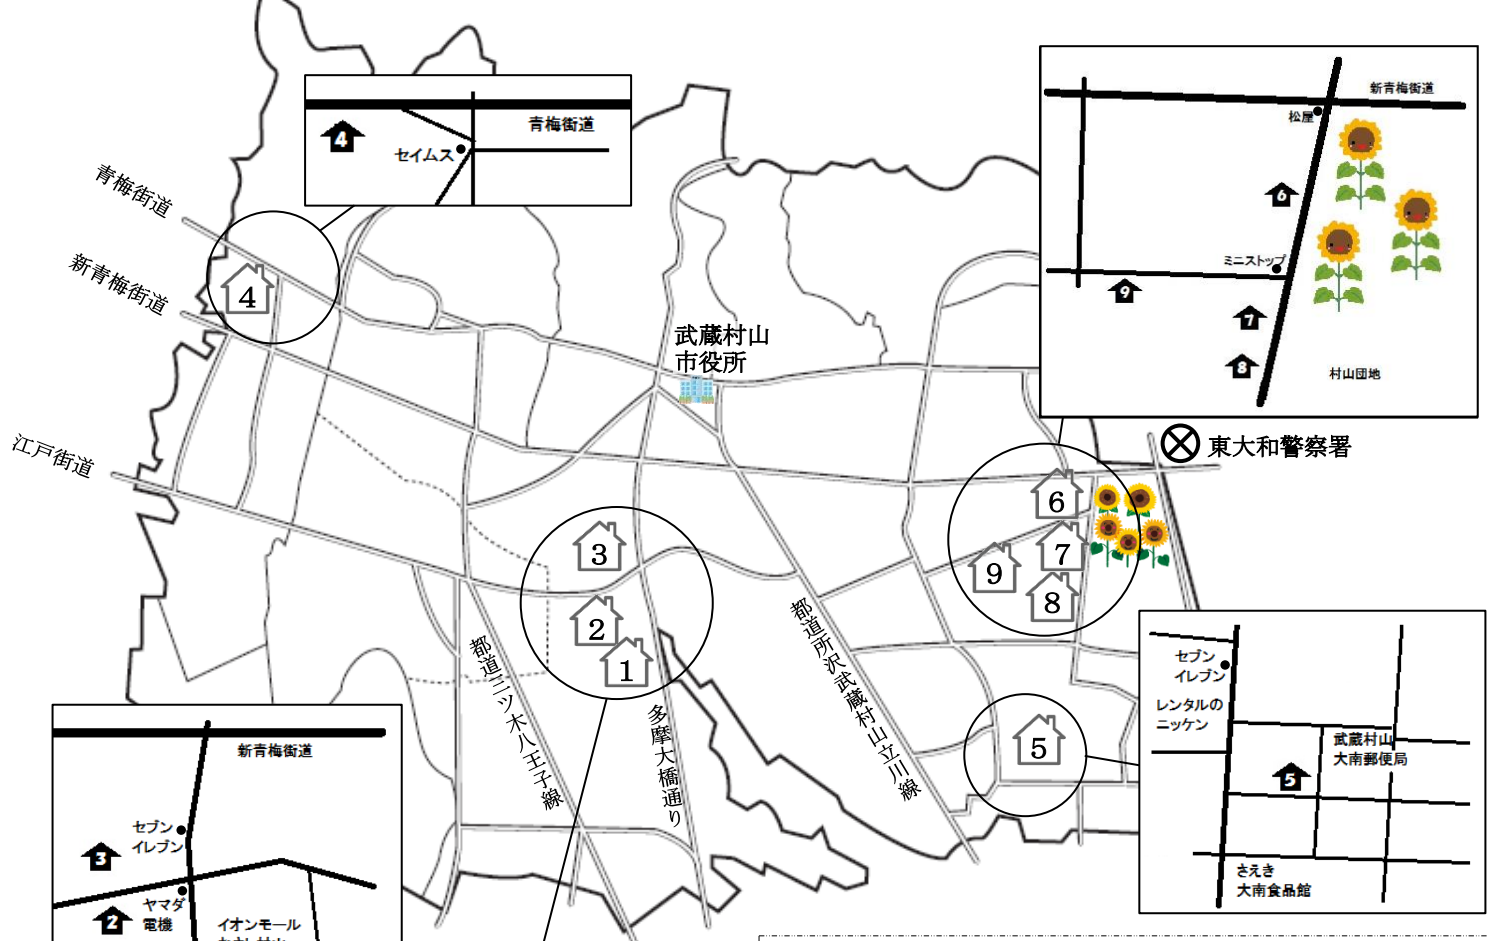 新青梅街道
松屋
6
ミニストップ
9
7
8
村山団地
4
青梅街道
セイムス
青梅街道
新青梅街道
江戸街道
4
武蔵村山
市役所
東大和警察署
6
7
9
8
3
2
1
5
都道三ツ木八王子線
多摩大橋通り
都道所沢武蔵村山立川線
セブン
イレブン
レンタルの
ニッケン
武蔵村山
大南郵便局
5
さえき
大南食品館
新青梅街道
セブン
イレブン
3
ヤマダ
電機
2
イオンモール